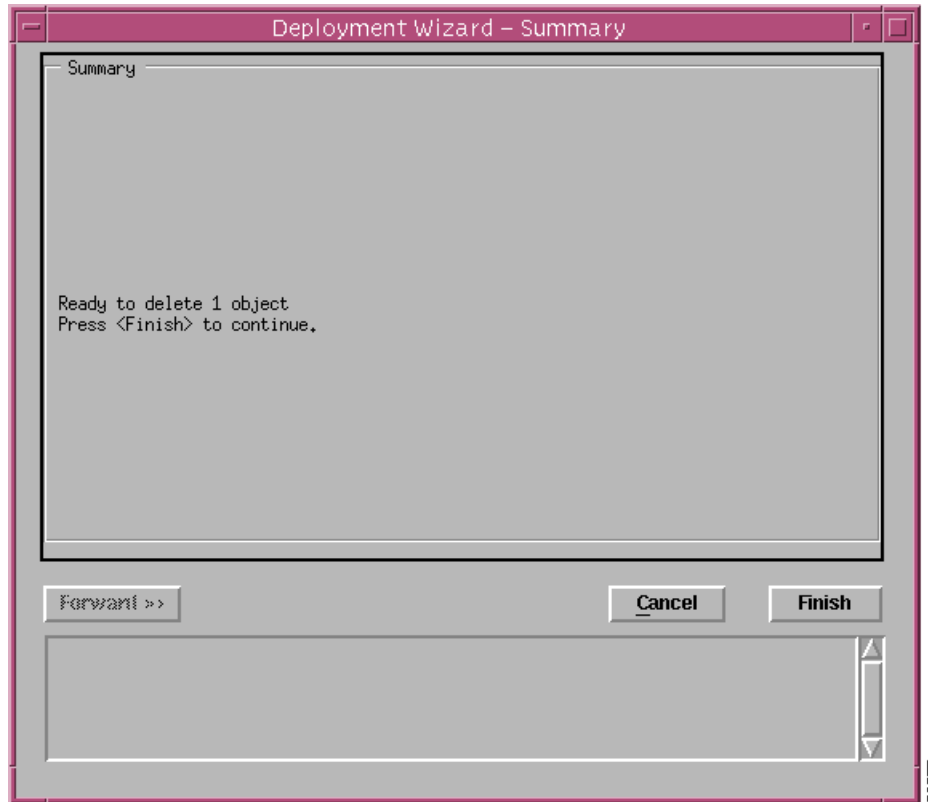 Deployment Wizard – Summary
Summary
Ready to delete 1 object
Press <Finish> to continue.
Forward >>
Cancel
Finish